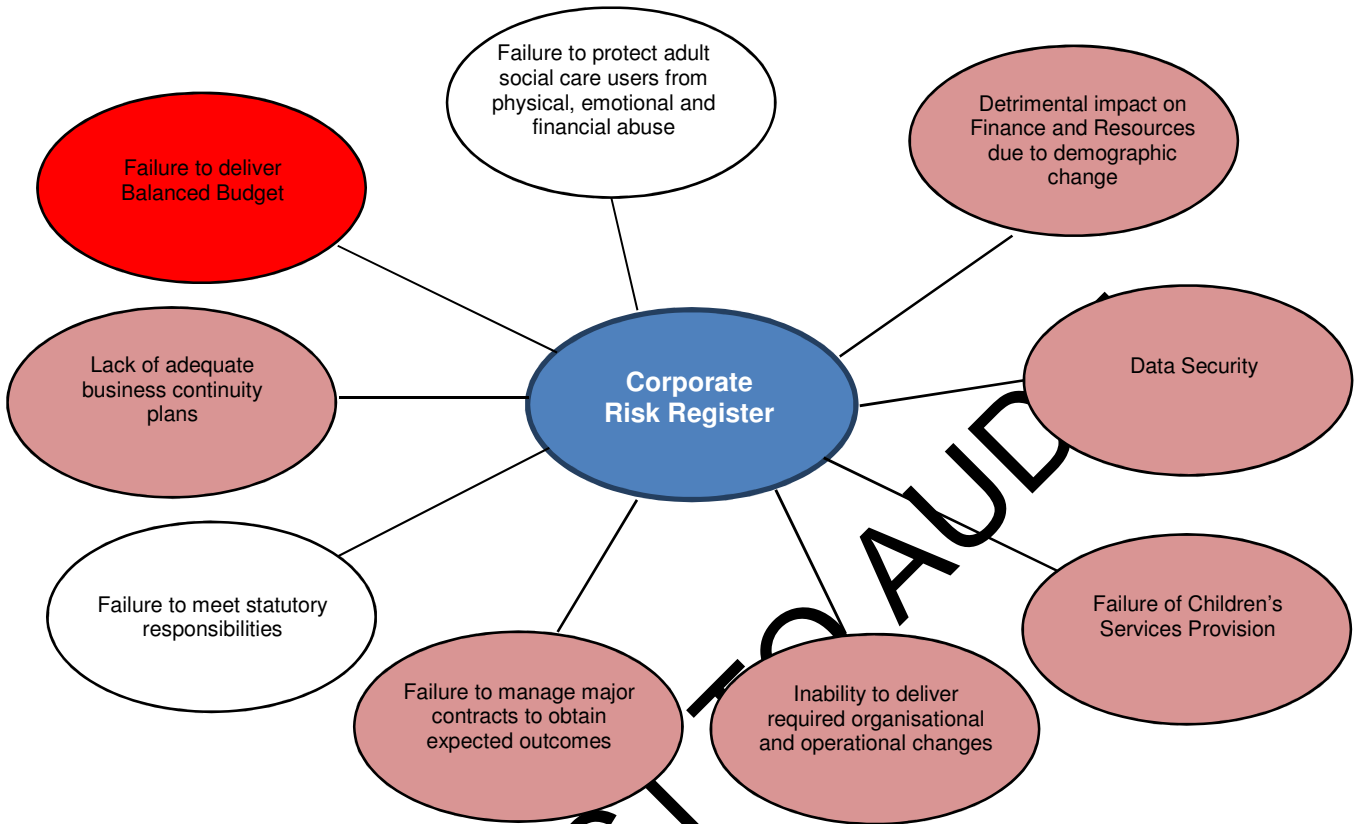 Failure to protect adult
social care users from
physical, emotional and
financial abuse
Detrimental impact on
Finance and Resources
due to demographic
change
Failure to deliver
Balanced Budget
Lack of adequate
business continuity
plans
Corporate
Risk Register
Data Security
Failure to meet statutory
responsibilities
Failure of Children’s
Services Provision
Failure to manage major
contracts to obtain
expected outcomes
Inability to deliver
required organisational
and operational changes
TO AUD